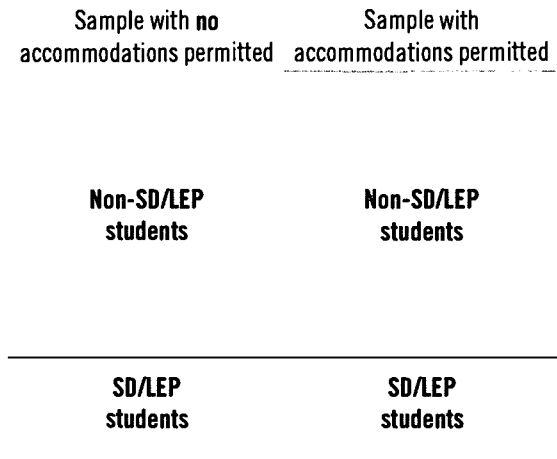 Sample with no
accommodations permitted
Sample with
accommodations permitted
Non-SD/LEP
students
Non-SD/LEP
students
SD/LEP
students
SD/LEP
students